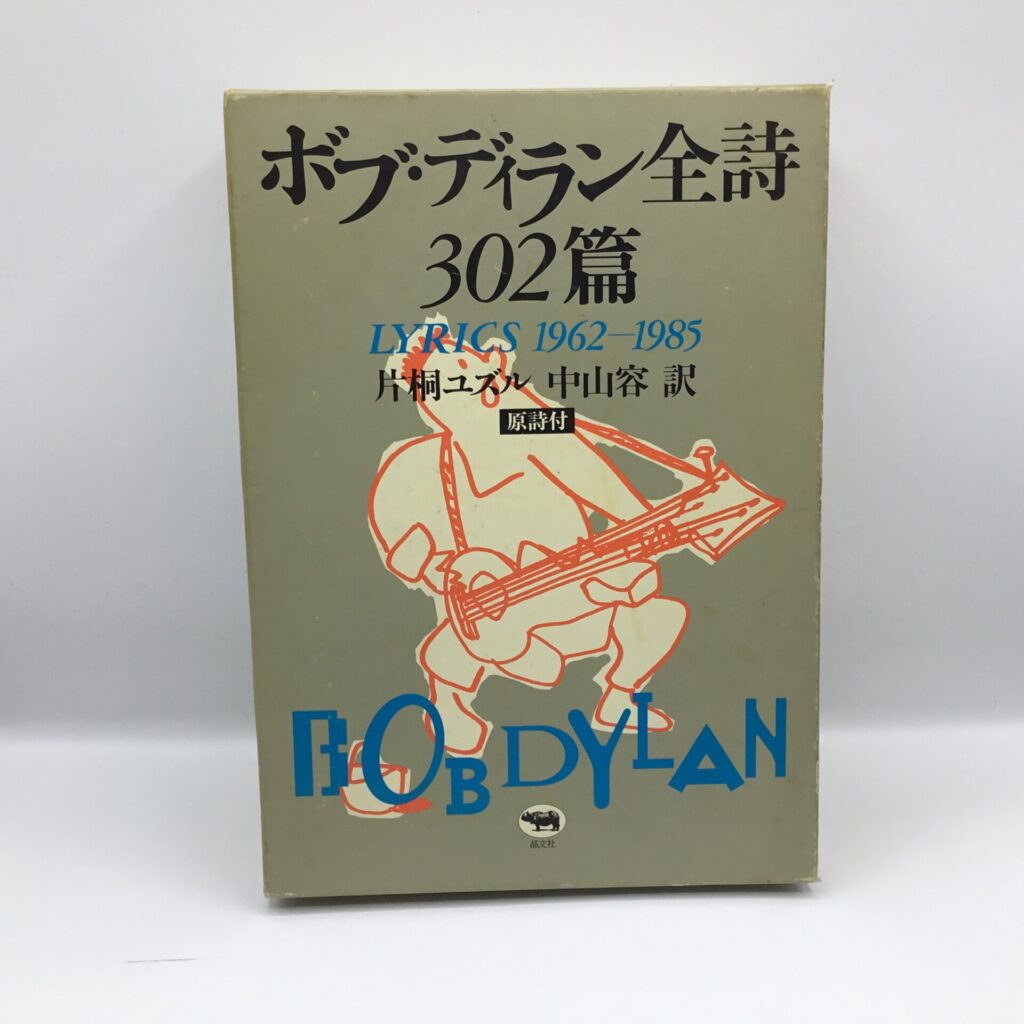 ボブ・ディラン全詩
302篇
LYRICS 1962—1985
片桐ユズル 中山容 訳
原詩付
BOB DYLAN
晶文社